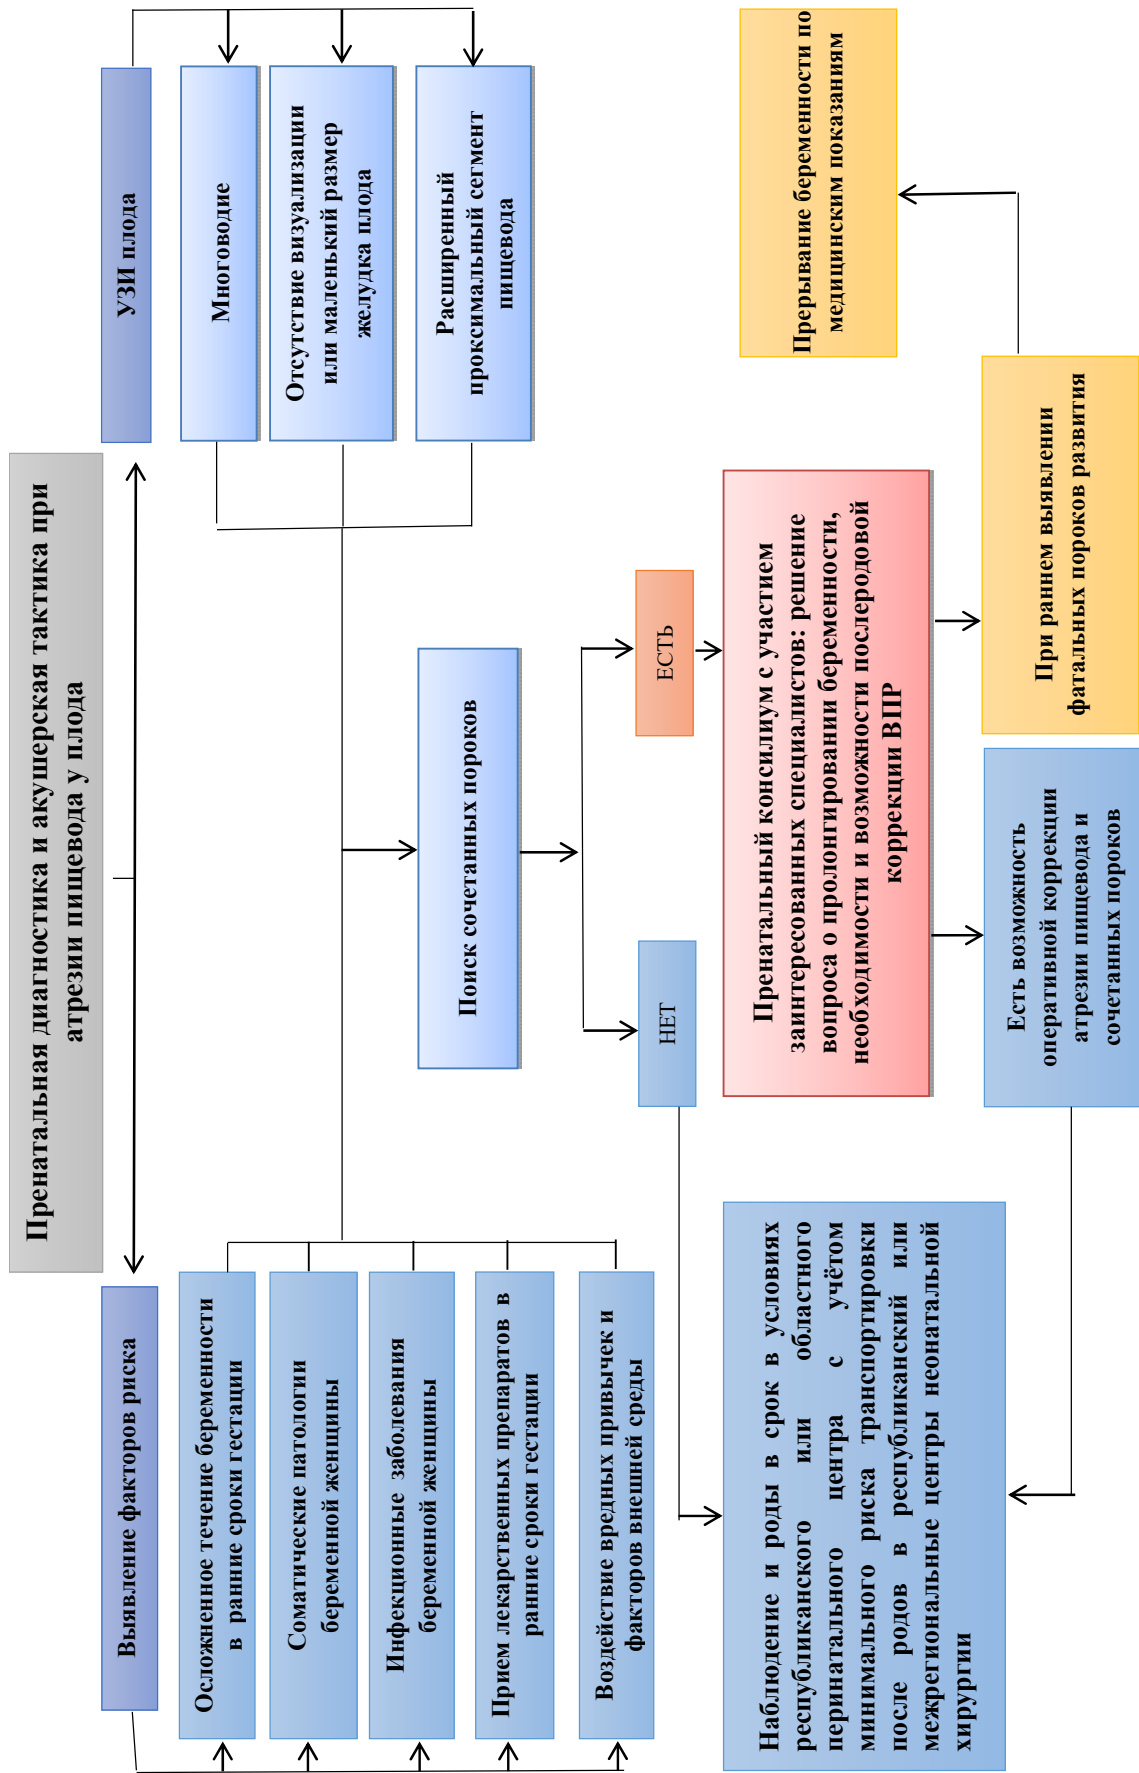 Пренатальная диагностика и акушерская тактика при
атрезии пищевода у плода
Выявление факторов риска
Осложненное течение беременности
в ранние сроки гестации
Соматические патологии
беременной женщины
Инфекционные заболевания
беременной женщины
Прием лекарственных препаратов в
ранние сроки гестации
Воздействие вредных привычек и
факторов внешней среды
УЗИ плода
Многоводие
Отсутствие визуализации
или маленький размер
желудка плода
Расширенный
проксимальный сегмент
пищевода
Поиск сочетанных пороков
НЕТ
ЕСТЬ
Наблюдение и роды в срок в условиях
республиканского или областного
перинатального центра с учётом
минимального риска транспортировки
после родов в республиканский или
межрегиональные центры неонатальной
хирургии
Пренатальный консилиум с участием
заинтересованных специалистов: решение
вопроса о пролонгировании беременности,
необходимости и возможности послеродовой
коррекции ВПР
Прерывание беременности по
медицинским показаниям
Есть возможность
оперативной коррекции
атрезии пищевода и
сочетанных пороков
При раннем выявлении
фатальных пороков развития